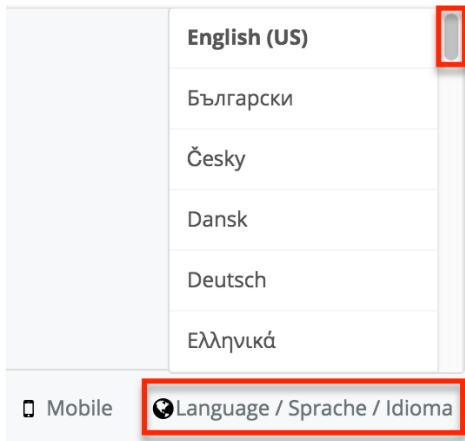 English (US)
Български
Česky
Dansk
Deutsch
Ελληνικά
Mobile
Language / Sprache / Idioma